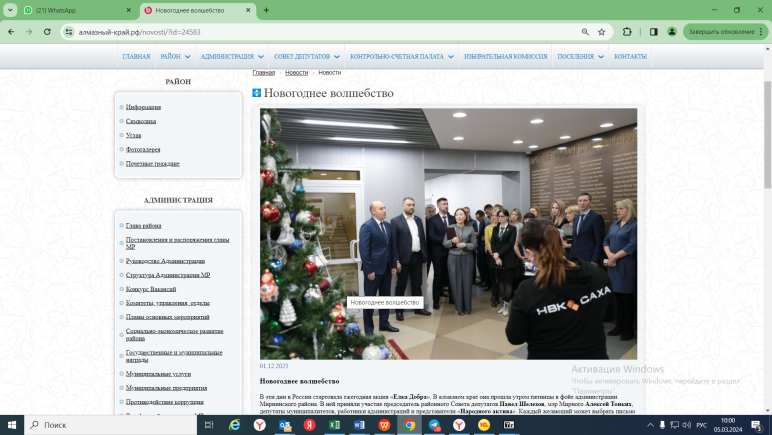 (21) WhatsApp
Новогоднее волшебство
алмазный-край.рф/novosti/?id=24583
Завершить обновление
ГЛАВНАЯ РАЙОН АДМИНИСТРАЦИЯ СОВЕТ ДЕПУТАТОВ КОНТРОЛЬНО-СЧЕТНАЯ ПАЛАТА ИЗБИРАТЕЛЬНАЯ КОМИССИЯ ПОСЕЛЕНИЯ КОНТАКТЫ
РАЙОН
Информация
Символика
Устав
Фотогалерея
Почетные граждане
АДМИНИСТРАЦИЯ
Глава района
Постановления и распоряжения главы
МР
Руководство Администрации
Структура Администрации МР
Конкурс Вакансий
Комитеты, управления, отделы
Планы основных мероприятий
Социально-экономическое развитие
района
Государственные и муниципальные
награды
Муниципальные услуги
Муниципальные предприятия
Противодействие коррупции
Главная › Новости › Новости
Новогоднее волшебство
НВК САХА
Новогоднее волшебство
01.12.2023
Новогоднее волшебство
В эти дни в России стартовала ежегодная акция «Елка Добра». В алмазном крае она прошла утром пятницы в фойе администрации
Мирнинского района. В ней приняли участие председатель районного Совета депутатов Павел Шелехов, мэр Мирного Алексей Тонких,
депутаты муниципалитетов, работники администраций и представители «Народного актива». Каждый желающий может выбрать письмо
Активация Windows
Чтобы активировать Windows, перейдите в раздел
"Параметры".
Поиск
РУС
10:00
05.03.2024
3